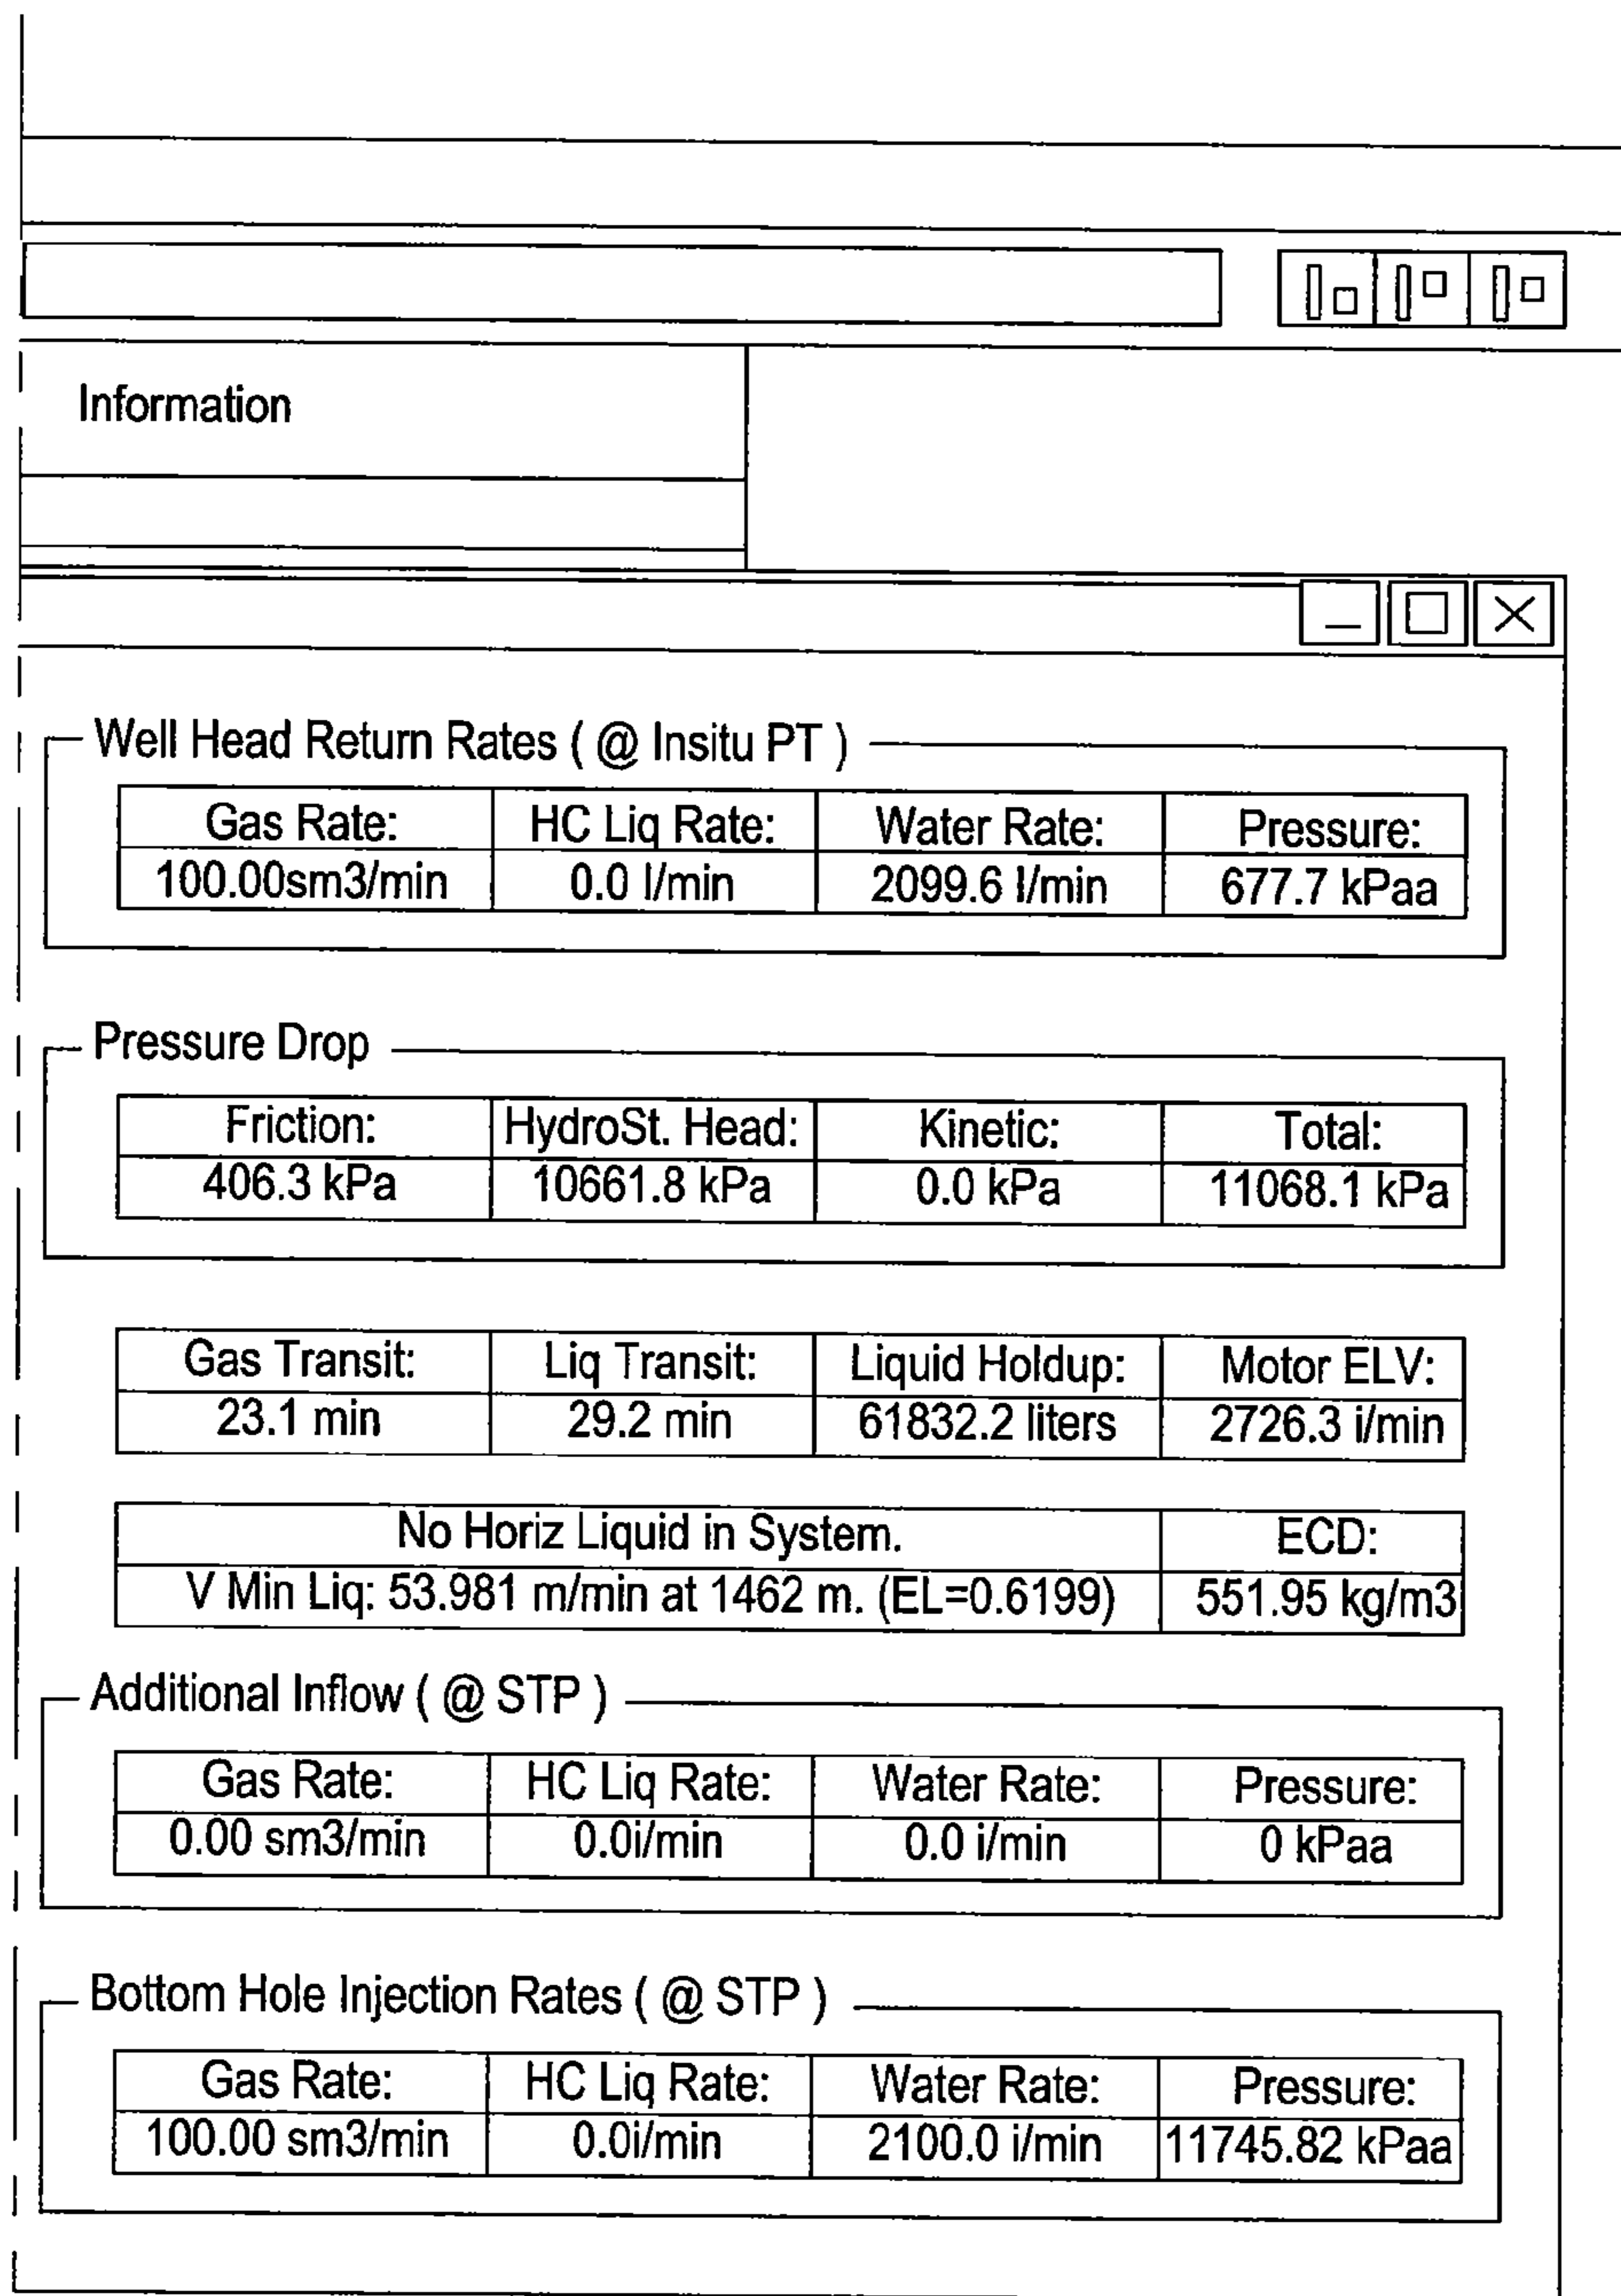 Information
Well Head Return Rates ( @ Insitu PT )
Gas Rate: HC Liq Rate: Water Rate: Pressure:
100.00sm3/min 0.0 l/min 2099.6 l/min 677.7 kPaa
Pressure Drop
Friction: HydroSt. Head: Kinetic: Total:
406.3 kPa 10661.8 kPa 0.0 kPa 11068.1 kPa
Gas Transit: Liq Transit: Liquid Holdup: Motor ELV:
23.1 min 29.2 min 61832.2 liters 2726.3 i/min
No Horiz Liquid in System. ECD:
V Min Liq: 53.981 m/min at 1462 m. (EL=0.6199) 551.95 kg/m3
Additional Inflow ( @ STP )
Gas Rate: HC Liq Rate: Water Rate: Pressure:
0.00 sm3/min 0.0i/min 0.0 i/min 0 kPaa
Bottom Hole Injection Rates ( @ STP )
Gas Rate: HC Liq Rate: Water Rate: Pressure:
100.00 sm3/min 0.0i/min 2100.0 i/min 11745.82 kPaa